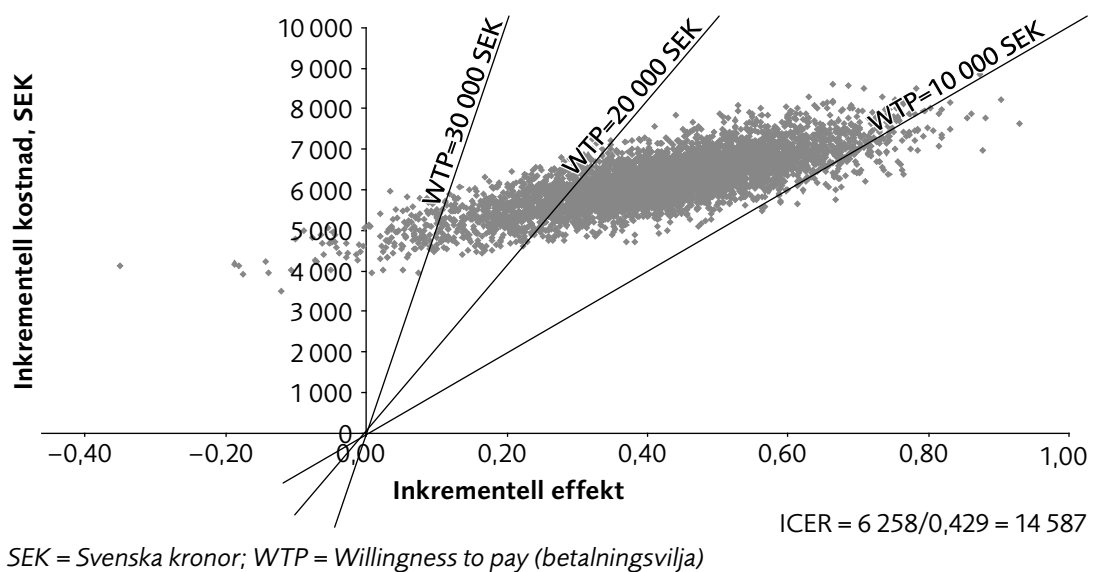 Inkrementell kostnad, SEK
10 000
9 000
8 000
7 000
6 000
5 000
4 000
3 000
2 000
1 000
0
WTP=30 000 SEK
WTP=20 000 SEK
WTP=10 000 SEK
−0,40
−0,20
0,00
0,20
0,40
0,60
0,80
1,00
Inkrementell effekt
ICER = 6 258/0,429 = 14 587
SEK = Svenska kronor; WTP = Willingness to pay (betalningsvilja)